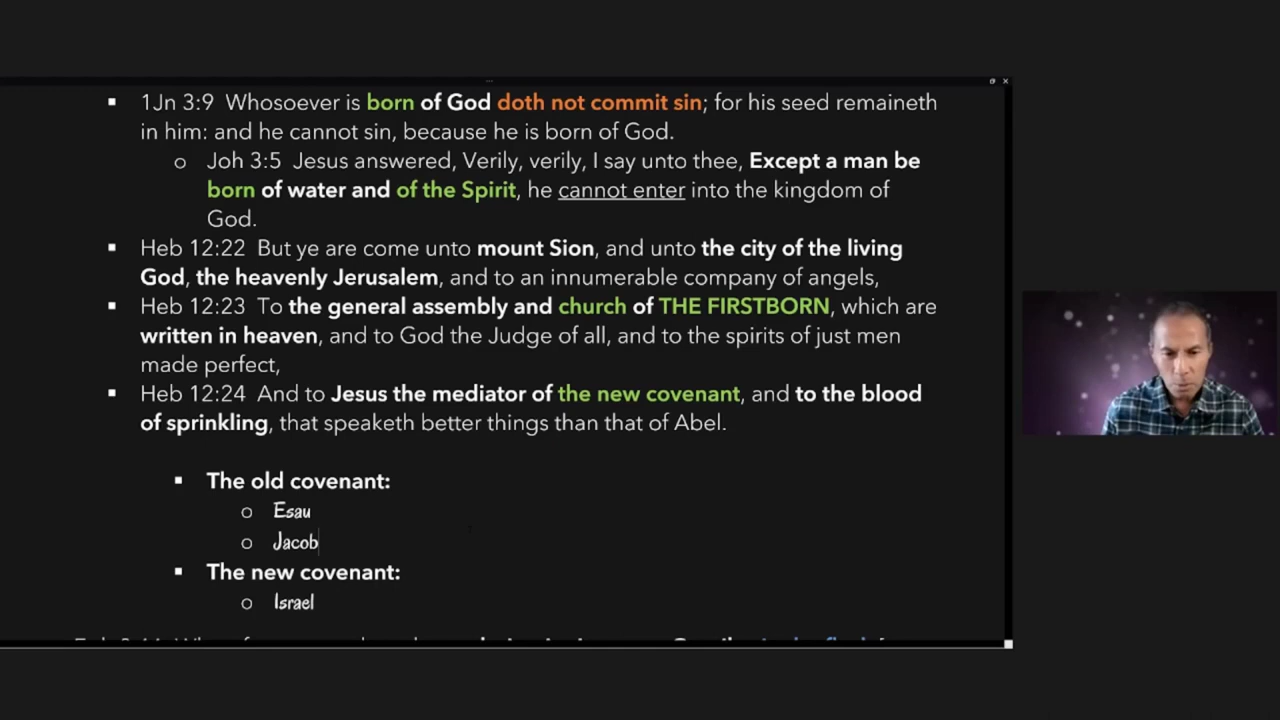 1Jn 3:9 Whosoever is born of God doth not commit sin; for his seed remaineth
in him: and he cannot sin, because he is born of God.
Joh 3:5 Jesus answered, Verily, verily, I say unto thee, Except a man be
born of water and of the Spirit, he cannot enter into the kingdom of
God.
Heb 12:22 But ye are come unto mount Sion, and unto the city of the living
God, the heavenly Jerusalem, and to an innumerable company of angels,
Heb 12:23 To the general assembly and church of THE FIRSTBORN, which are
written in heaven, and to God the Judge of all, and to the spirits of just men
made perfect,
Heb 12:24 And to Jesus the mediator of the new covenant, and to the blood
of sprinkling, that speaketh better things than that of Abel.
The old covenant:
Esau
Jacob
The new covenant:
Israel